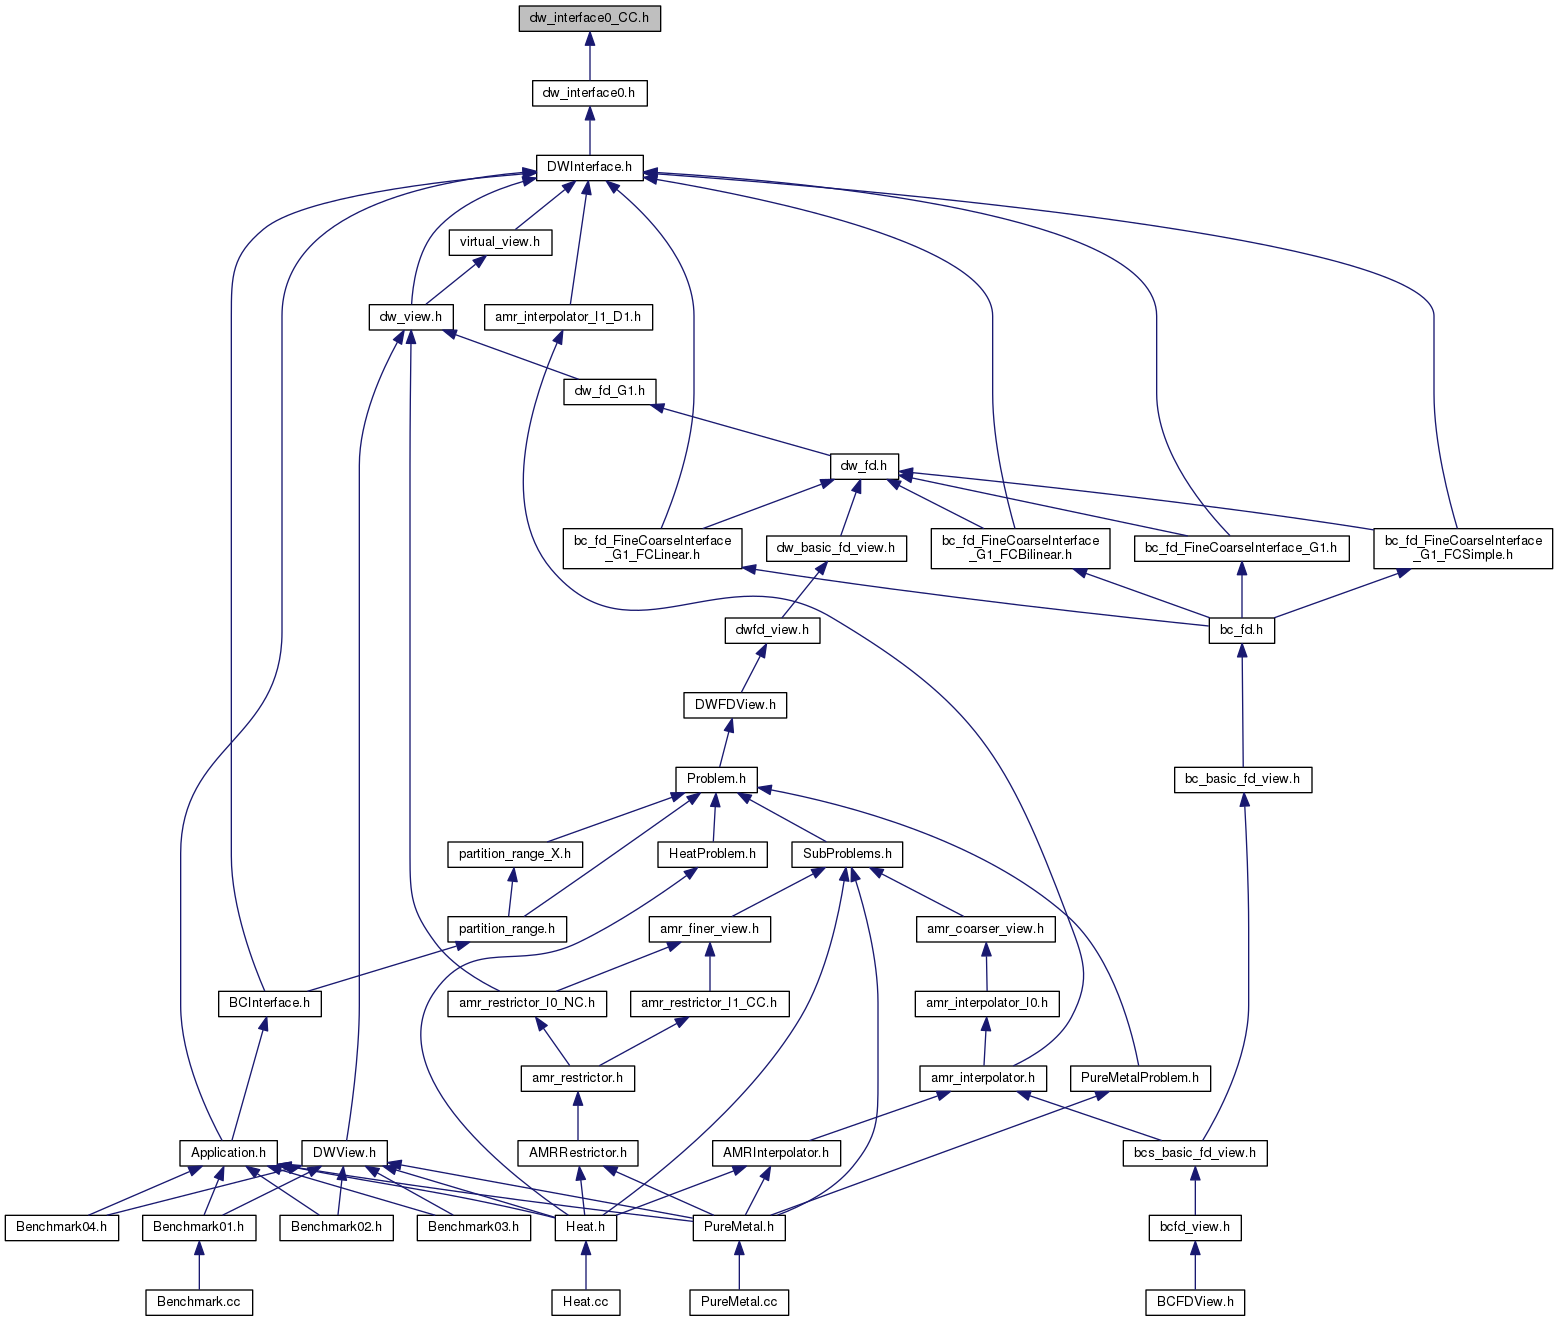 dw_interface0_CC.h
dw_interface0.h
DWInterface.h
virtual_view.h
dw_view.h
amr_interpolator_I1_D1.h
dw_fd_G1.h
dw_fd.h
bc_fd_FineCoarseInterface
_G1_FCLinear.h
dw_basic_fd_view.h
bc_fd_FineCoarseInterface
_G1_FCBilinear.h
bc_fd_FineCoarseInterface_G1.h
bc_fd_FineCoarseInterface
_G1_FCSimple.h
dwfd_view.h
bc_fd.h
DWFDView.h
Problem.h
bc_basic_fd_view.h
partition_range_X.h
HeatProblem.h
SubProblems.h
partition_range.h
amr_finer_view.h
amr_coarser_view.h
BCInterface.h
amr_restrictor_I0_NC.h
amr_restrictor_I1_CC.h
amr_interpolator_I0.h
amr_restrictor.h
amr_interpolator.h
PureMetalProblem.h
Application.h
DWView.h
AMRRestrictor.h
AMRInterpolator.h
bcs_basic_fd_view.h
Benchmark04.h
Benchmark01.h
Benchmark02.h
Benchmark03.h
Heat.h
PureMetal.h
bcfd_view.h
Benchmark.cc
Heat.cc
PureMetal.cc
BCFDView.h